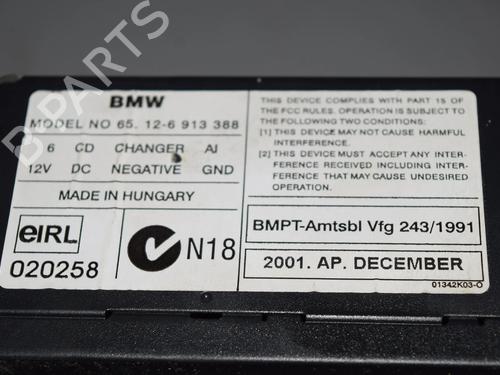 BMW
MODEL NO 65. 12-6 913 388
6 CD CHANGER AI
12V DC NEGATIVE GND
MADE IN HUNGARY
eIRL
020258
N18
THIS DEVICE COMPLIES WITH PART 15 OF
THE FCC RULES. OPERATION IS SUBJECT TO
THE FOLLOWING TWO CONDITIONS:
[1] THIS DEVICE MAY NOT CAUSE HARMFUL
INTERFERENCE.
[2] THIS DEVICE MUST ACCEPT ANY INTER-
FERENCE RECEIVED INCLUDING INTER-
FERENCE THAT MAY CAUSE UNDESIRED
OPERATION.
BMPT-Amtsbl Vfg 243/1991
2001. AP. DECEMBER
01342K03-O
B PARTS